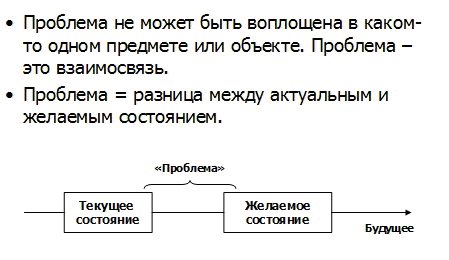 • Проблема не может быть воплощена в каком-
то одном предмете или объекте. Проблема –
это взаимосвязь.
• Проблема = разница между актуальным и
желаемым состоянием.
«Проблема»
Текущее
состояние
Желаемое
состояние
Будущее